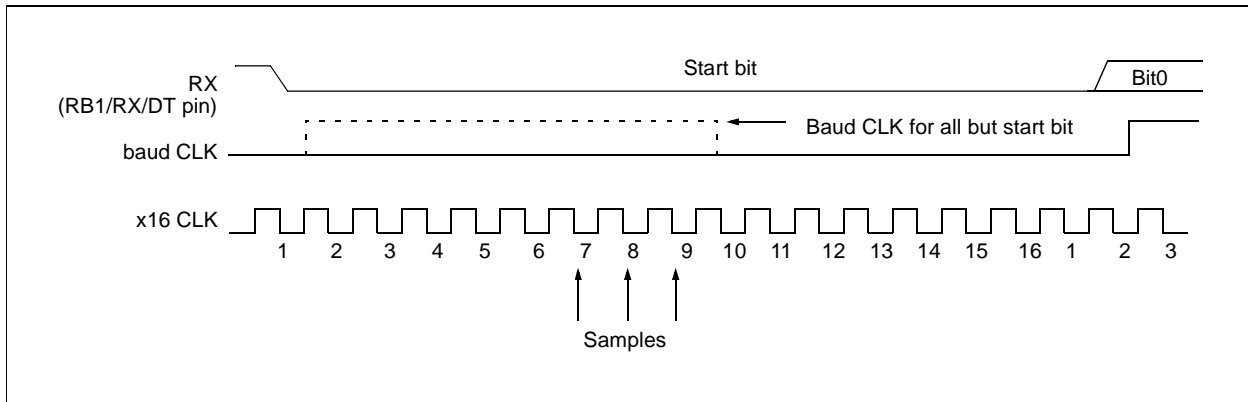 Start bit
RX
(RB1/RX/DT pin)
Bit0
Baud CLK for all but start bit
baud CLK
x16 CLK
1 2 3 4 5 6 7 8 9 10 11 12 13 14 15 16 1 2 3
Samples